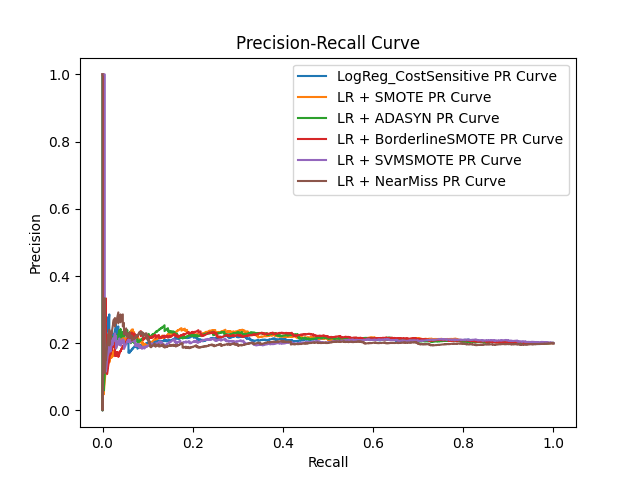 Precision-Recall Curve
1.0
0.8
0.6
0.4
0.2
0.0
Precision
LogReg_CostSensitive PR Curve
LR + SMOTE PR Curve
LR + ADASYN PR Curve
LR + BorderlineSMOTE PR Curve
LR + SVMSMOTE PR Curve
LR + NearMiss PR Curve
0.0 0.2 0.4 0.6 0.8 1.0
Recall